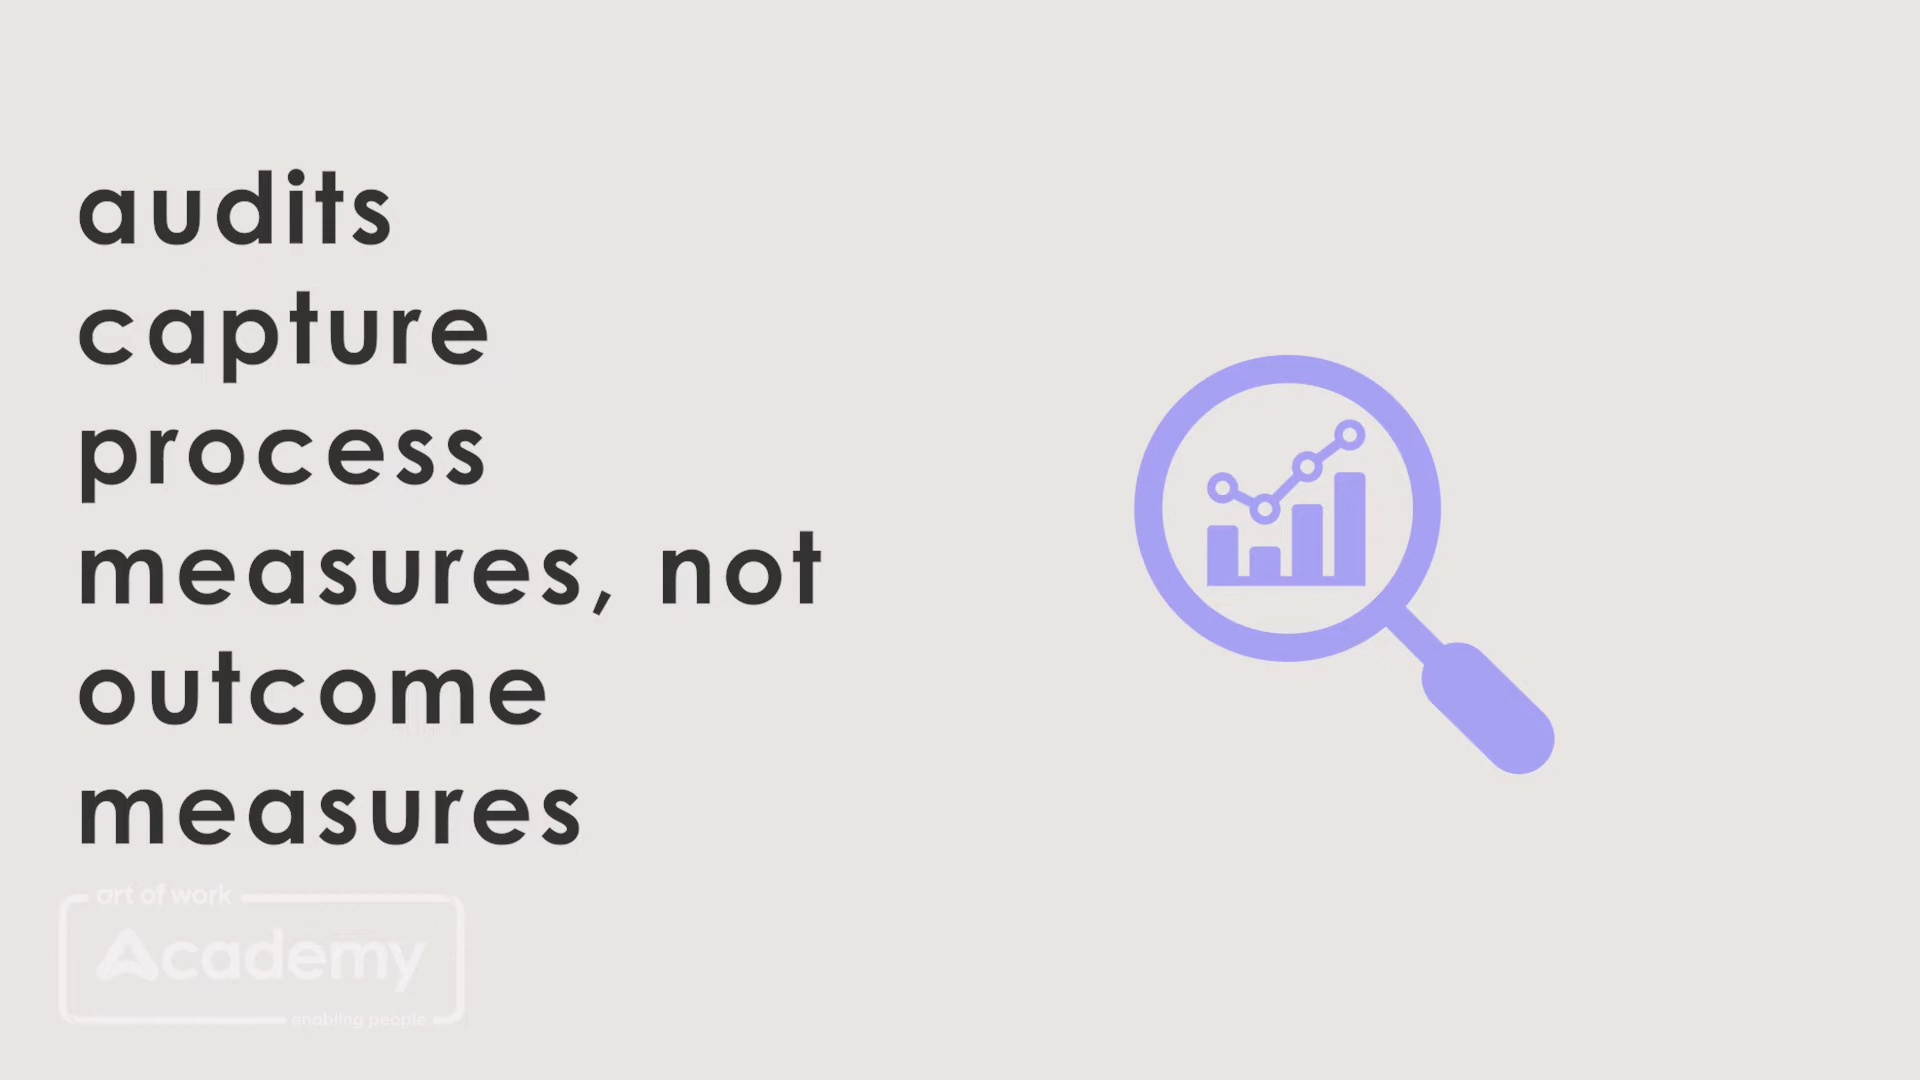 audits
capture
process
measures, not
outcome
measures
art of work
Academy
enabling people